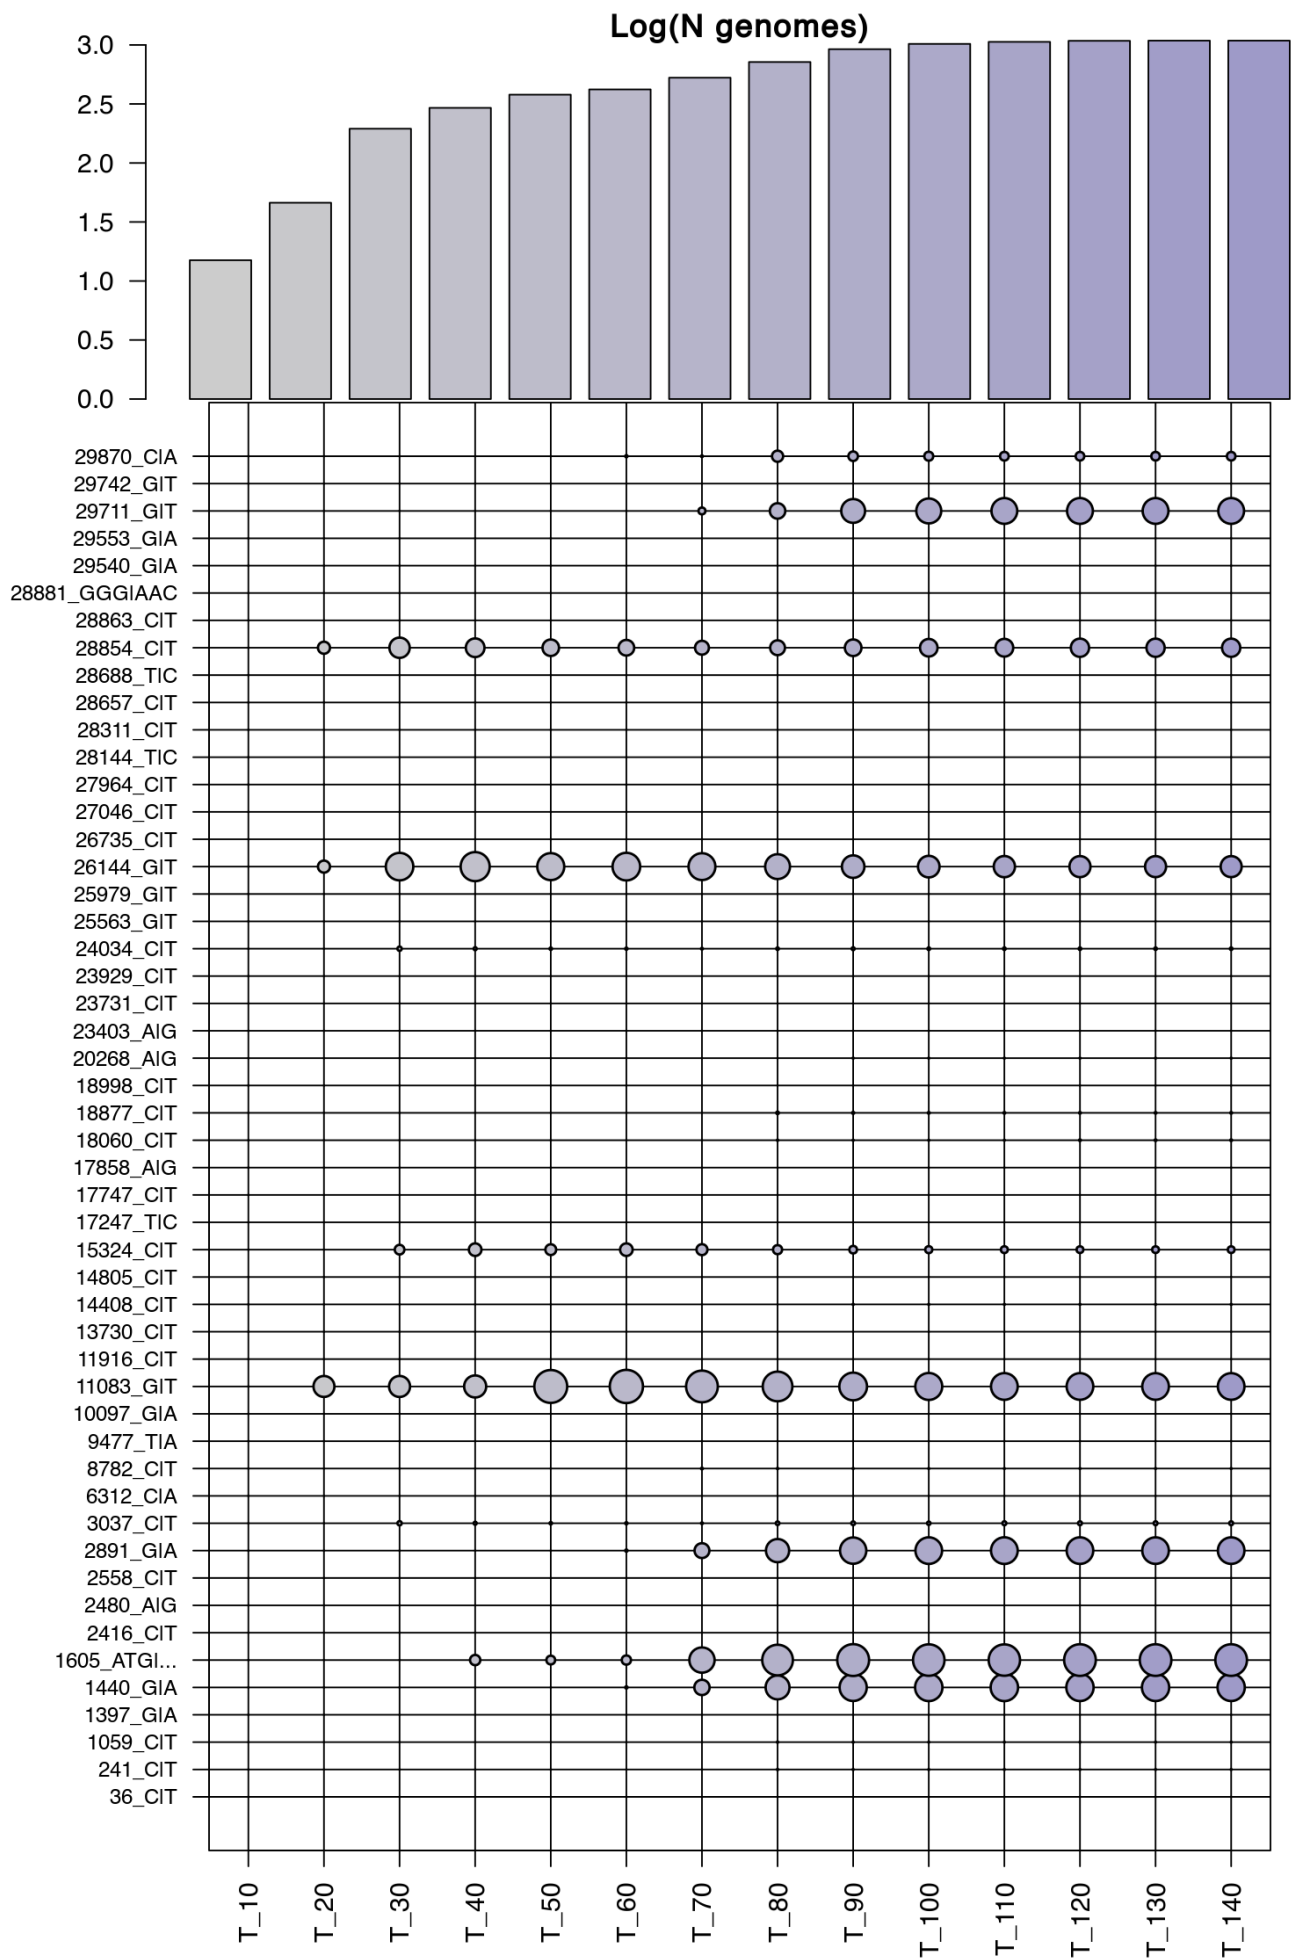 Log(N genomes)
3.0
2.5
2.0
1.5
1.0
0.5
0.0
29870_C|A
29742_G|T
29711_G|T
29553_G|A
29540_G|A
28881_GGG|AAC
28863_C|T
28854_C|T
28688_T|C
28657_C|T
28311_C|T
28144_T|C
27964_C|T
27046_C|T
26735_C|T
26144_G|T
25979_G|T
25563_G|T
24034_C|T
23929_C|T
23731_C|T
23403_A|G
20268_A|G
18998_C|T
18877_C|T
18060_C|T
17858_A|G
17747_C|T
17247_T|C
15324_C|T
14805_C|T
14408_C|T
13730_C|T
11916_C|T
11083_G|T
10097_G|A
9477_T|A
8782_C|T
6312_C|A
3037_C|T
2891_G|A
2558_C|T
2480_A|G
2416_C|T
1605_ATG|...
1440_G|A
1397_G|A
1059_C|T
241_C|T
36_C|T
T_10
T_20
T_30
T_40
T_50
T_60
T_70
T_80
T_90
T_100
T_110
T_120
T_130
T_140